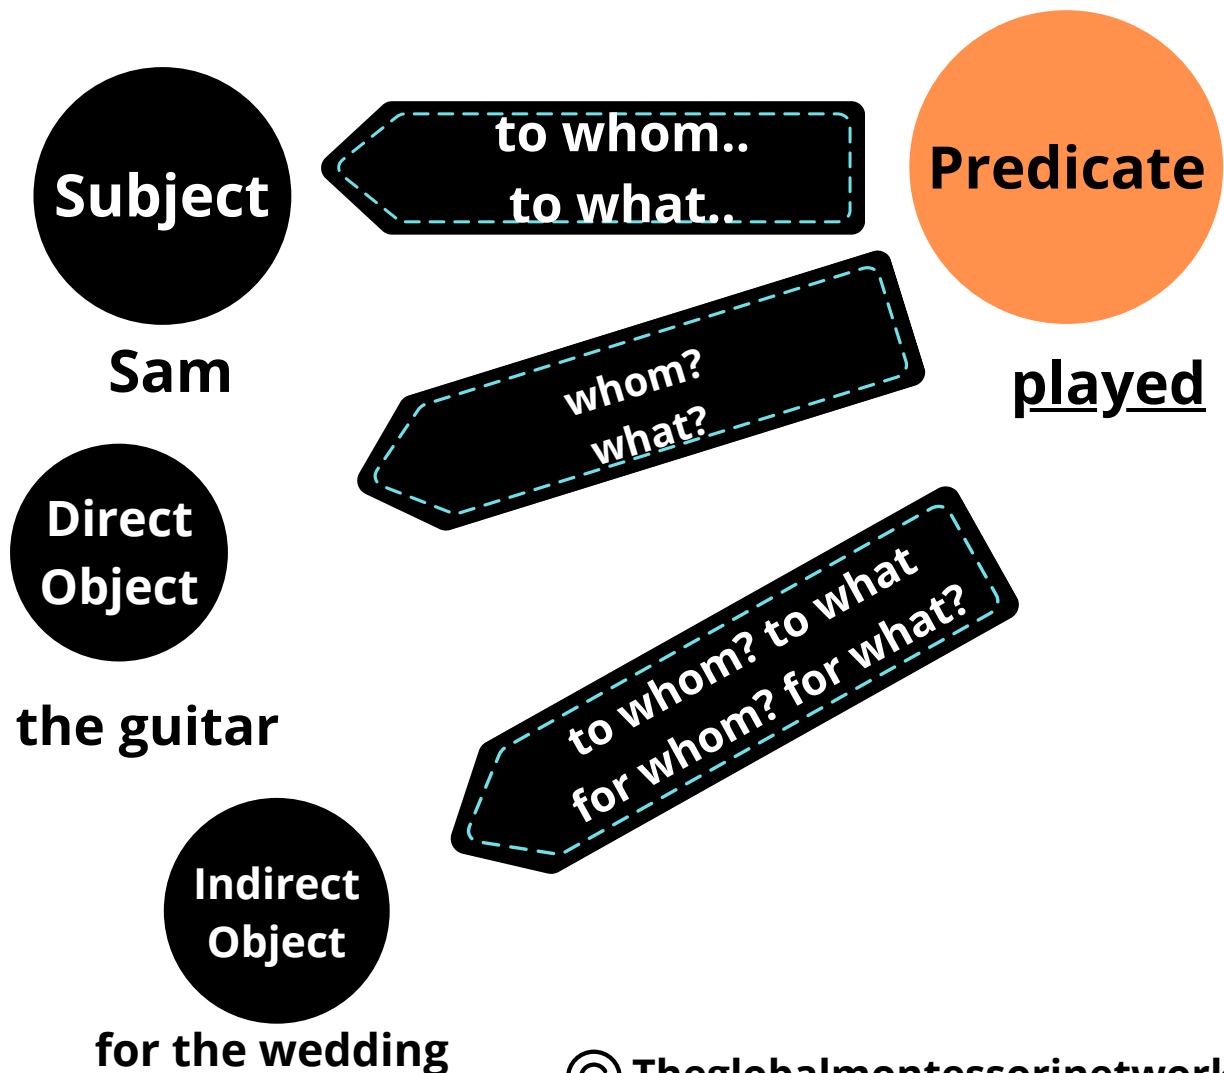 Subject
to whom..
to what..
Predicate
Sam
whom?
what?
played
Direct
Object
the guitar
to whom? to what
for whom? for what?
Indirect
Object
for the wedding
Theglobalmontessorinetwork